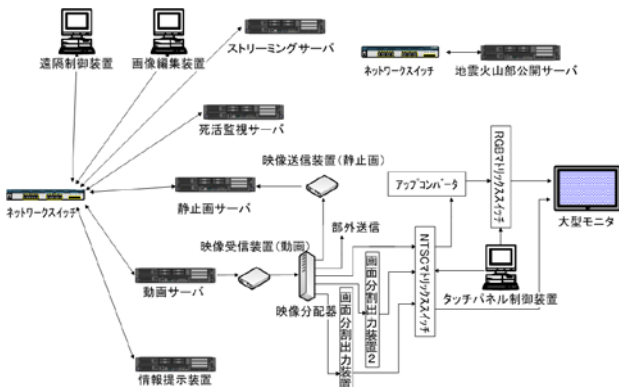 ストリーミングサーバ
遠隔制御装置
画像編集装置
ネットワークスイッチ
地震火山部公開サーバ
死活監視サーバ
映像送信装置(静止画)
RGBマトリックススイッチ
アップコンバータ
静止画サーバ
ネットワークスイッチ
大型モニタ
部外送信
映像受信装置(動画)
NTSCマトリックススイッチ
タッチパネル制御装置
動画サーバ
映像分配器
画面分割出力装置2
画面分割出力装置
情報提示装置